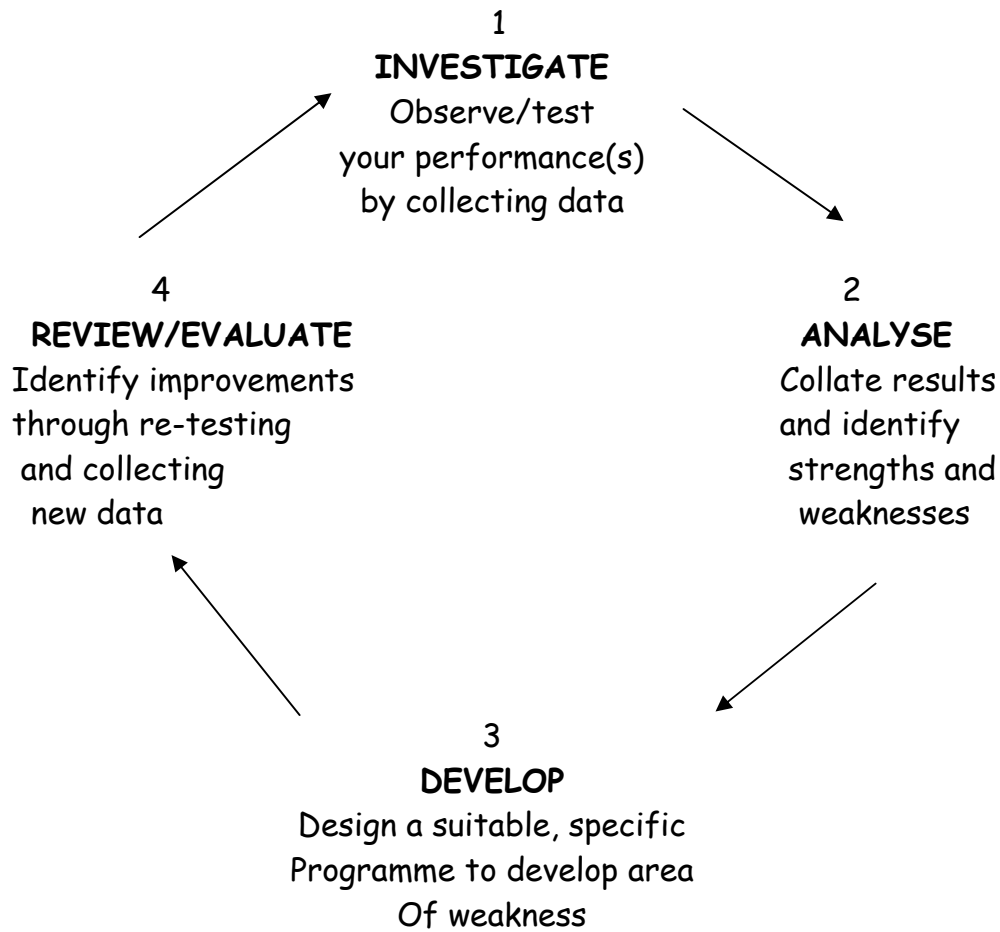 1
INVESTIGATE
Observe/test
your performance(s)
by collecting data
2
ANALYSE
Collate results
and identify
strengths and
weaknesses
3
DEVELOP
Design a suitable, specific
Programme to develop area
Of weakness
4
REVIEW/EVALUATE
Identify improvements
through re-testing
and collecting
new data